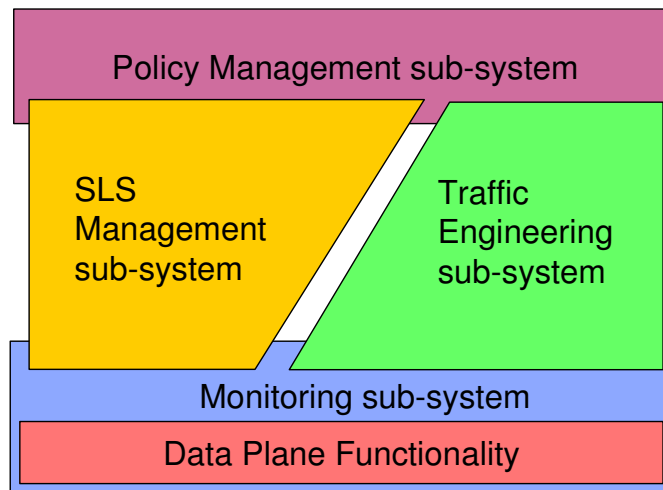 Policy Management sub-system
SLS
Management
sub-system
Traffic
Engineering
sub-system
Monitoring sub-system
Data Plane Functionality